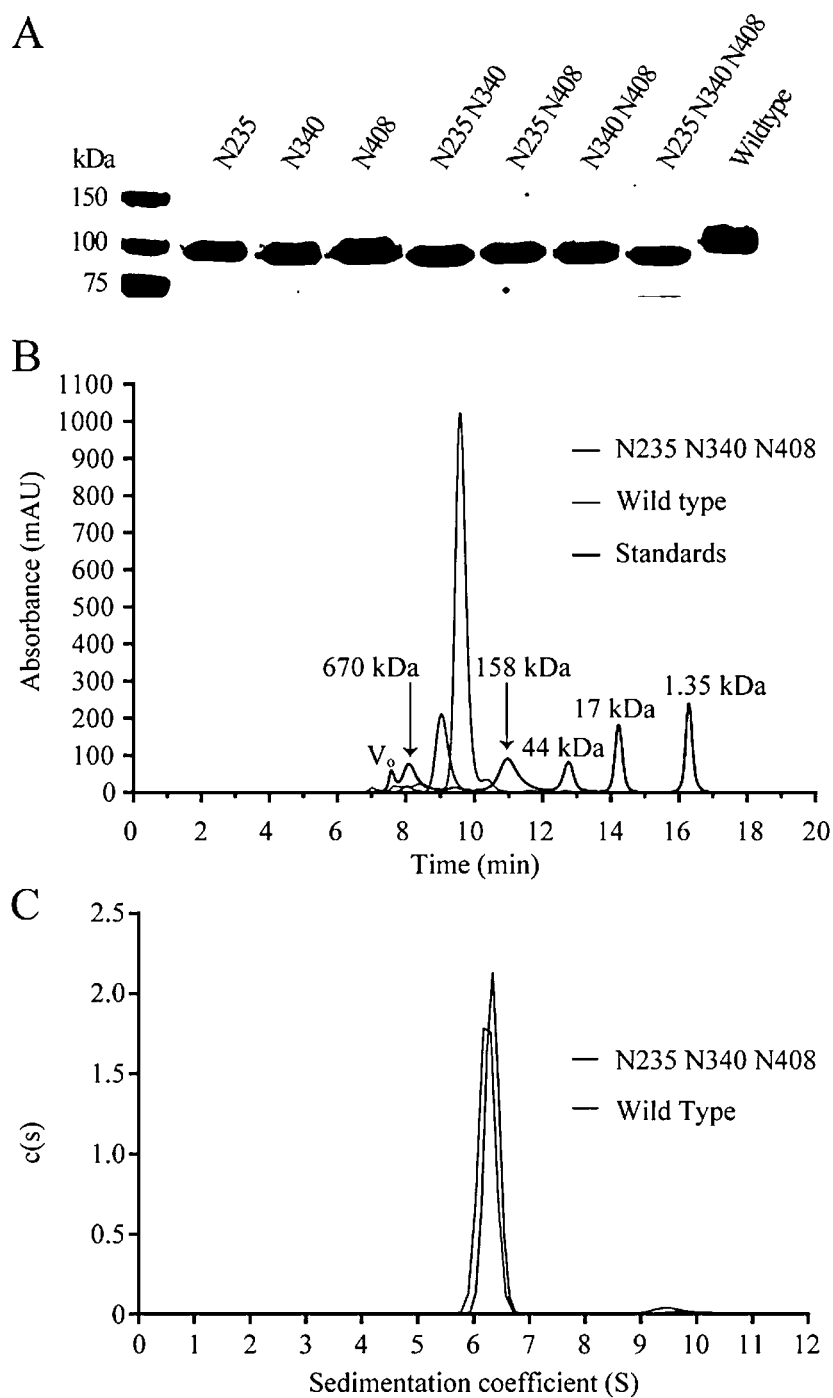 A
kDa
N235
N340
N408
N235 N340
N235 N408
N340 N408
N235 N340 N408
Wildtype
150
100
75
B
Absorbance (mAU)
1100
1000
900
800
700
600
500
400
300
200
100
0
N235 N340 N408
Wild type
Standards
670 kDa
158 kDa
1.35 kDa
17 kDa
44 kDa
Vo
0 2 4 6 8 10 12 14 16 18 20
Time (min)
C
c(s)
2.5
2.0
1.5
1.0
0.5
0
N235 N340 N408
Wild Type
0 1 2 3 4 5 6 7 8 9 10 11 12
Sedimentation coefficient (S)